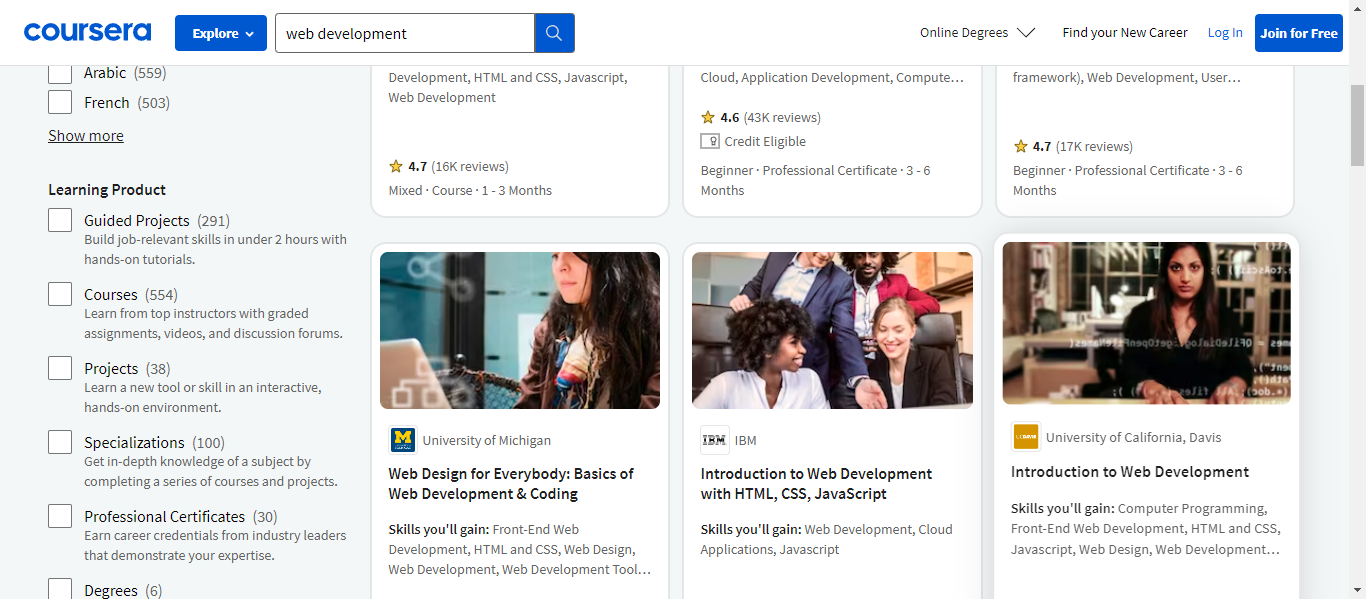 coursera
Explore
web development
Online Degrees
Find your New Career
Log In
Join for Free
Arabic (559)
French (503)
Show more
Learning Product
Guided Projects (291)
Build job-relevant skills in under 2 hours with
hands-on tutorials.
Courses (554)
Learn from top instructors with graded
assignments, videos, and discussion forums.
Projects (38)
Learn a new tool or skill in an interactive,
hands-on environment.
Specializations (100)
Get in-depth knowledge of a subject by
completing a series of courses and projects.
Professional Certificates (30)
Earn career credentials from industry leaders
that demonstrate your expertise.
Degrees (6)
Development, HTML and CSS, Javascript,
Web Development
4.7 (16K reviews)
Mixed · Course · 1 - 3 Months
Cloud, Application Development, Compute…
4.6 (43K reviews)
Credit Eligible
Beginner · Professional Certificate · 3 - 6
Months
framework), Web Development, User…
4.7 (17K reviews)
Beginner · Professional Certificate · 3 - 6
Months
M
University of Michigan
Web Design for Everybody: Basics of
Web Development & Coding
Skills you'll gain: Front-End Web
Development, HTML and CSS, Web Design,
Web Development, Web Development Tool…
IBM
IBM
Introduction to Web Development
with HTML, CSS, JavaScript
Skills you'll gain: Web Development, Cloud
Applications, Javascript
UCDAVIS
University of California, Davis
Introduction to Web Development
Skills you'll gain: Computer Programming,
Front-End Web Development, HTML and CSS,
Javascript, Web Design, Web Development…